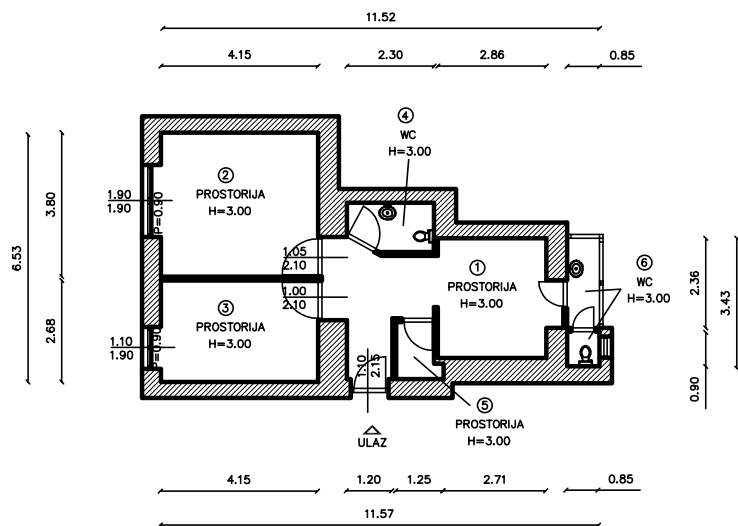 11.52
4.15
2.30
2.86
0.85
4
WC
H=3.00
2
PROSTORIJA
H=3.00
1.90
1.90
P=0.90
3.80
6.53
2.68
1.05
2.10
1.00
2.10
1
PROSTORIJA
H=3.00
6
WC
H=3.00
2.36
3.43
0.90
3
PROSTORIJA
H=3.00
1.10
1.90
P=0.90
1.10
2.15
5
PROSTORIJA
H=3.00
ULAZ
4.15
1.20
1.25
2.71
0.85
11.57